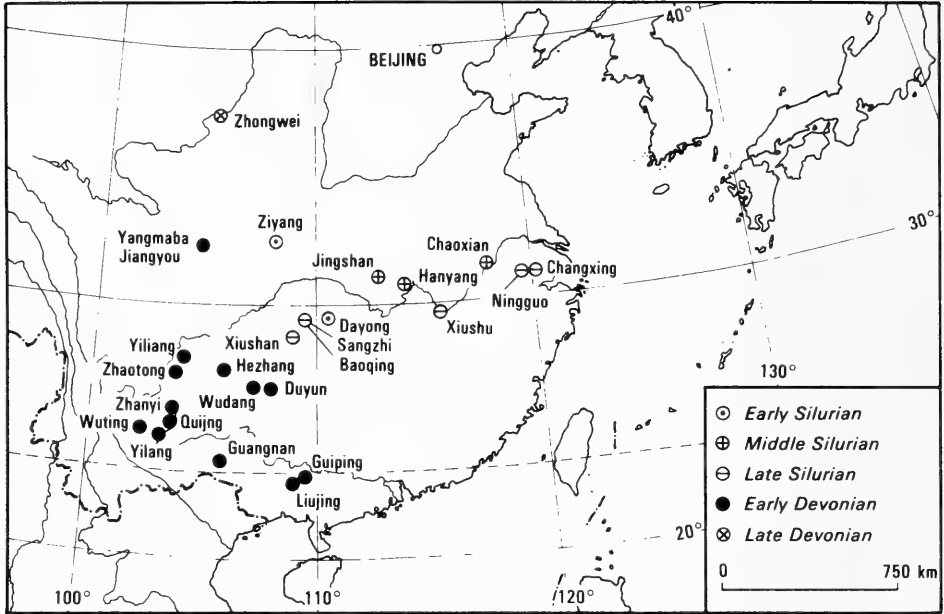 40°
BEIJING
Zhongwei
Ziyang
Yangmaba
Jiangyou
Chaoxian
30°
Jingshan
Hanyang
Changxing
Ningguo
Xiushu
Xiushan
Dayong
Sangzhi
Baoqing
Yiliang
Hezhang
Zhaotong
130°
Wudang
Duyun
Zhanyi
Wuting
Qujing
Yilang
Guangnan
Guiping
Liujing
Early Silurian
Middle Silurian
Late Silurian
Early Devonian
Late Devonian
20°
0 750 km
100°
110°
120°